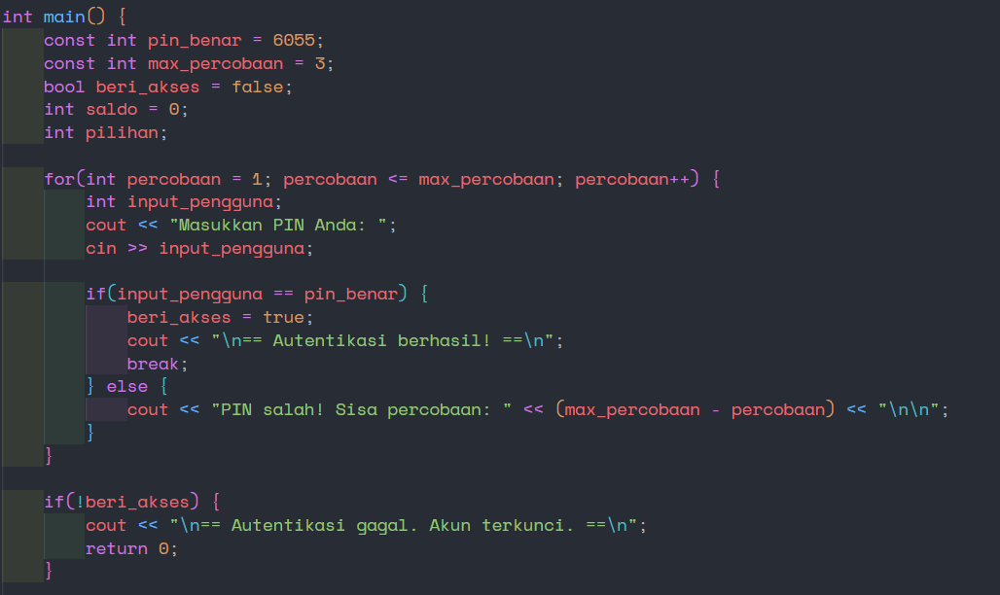 int main() {
    const int pin_benar = 6055;
    const int max_percobaan = 3;
    bool beri_akses = false;
    int saldo = 0;
    int pilihan;
    for(int percobaan = 1; percobaan <= max_percobaan; percobaan++) {
        int input_pengguna;
        cout << "Masukkan PIN Anda: ";
        cin >> input_pengguna;
        if(input_pengguna == pin_benar) {
            beri_akses = true;
            cout << "\n== Autentikasi berhasil! ==\n";
            break;
        } else {
            cout << "PIN salah! Sisa percobaan: " << (max_percobaan - percobaan) << "\n\n";
        }
    }
    if(!beri_akses) {
        cout << "\n== Autentikasi gagal. Akun terkunci. ==\n";
        return 0;
    }